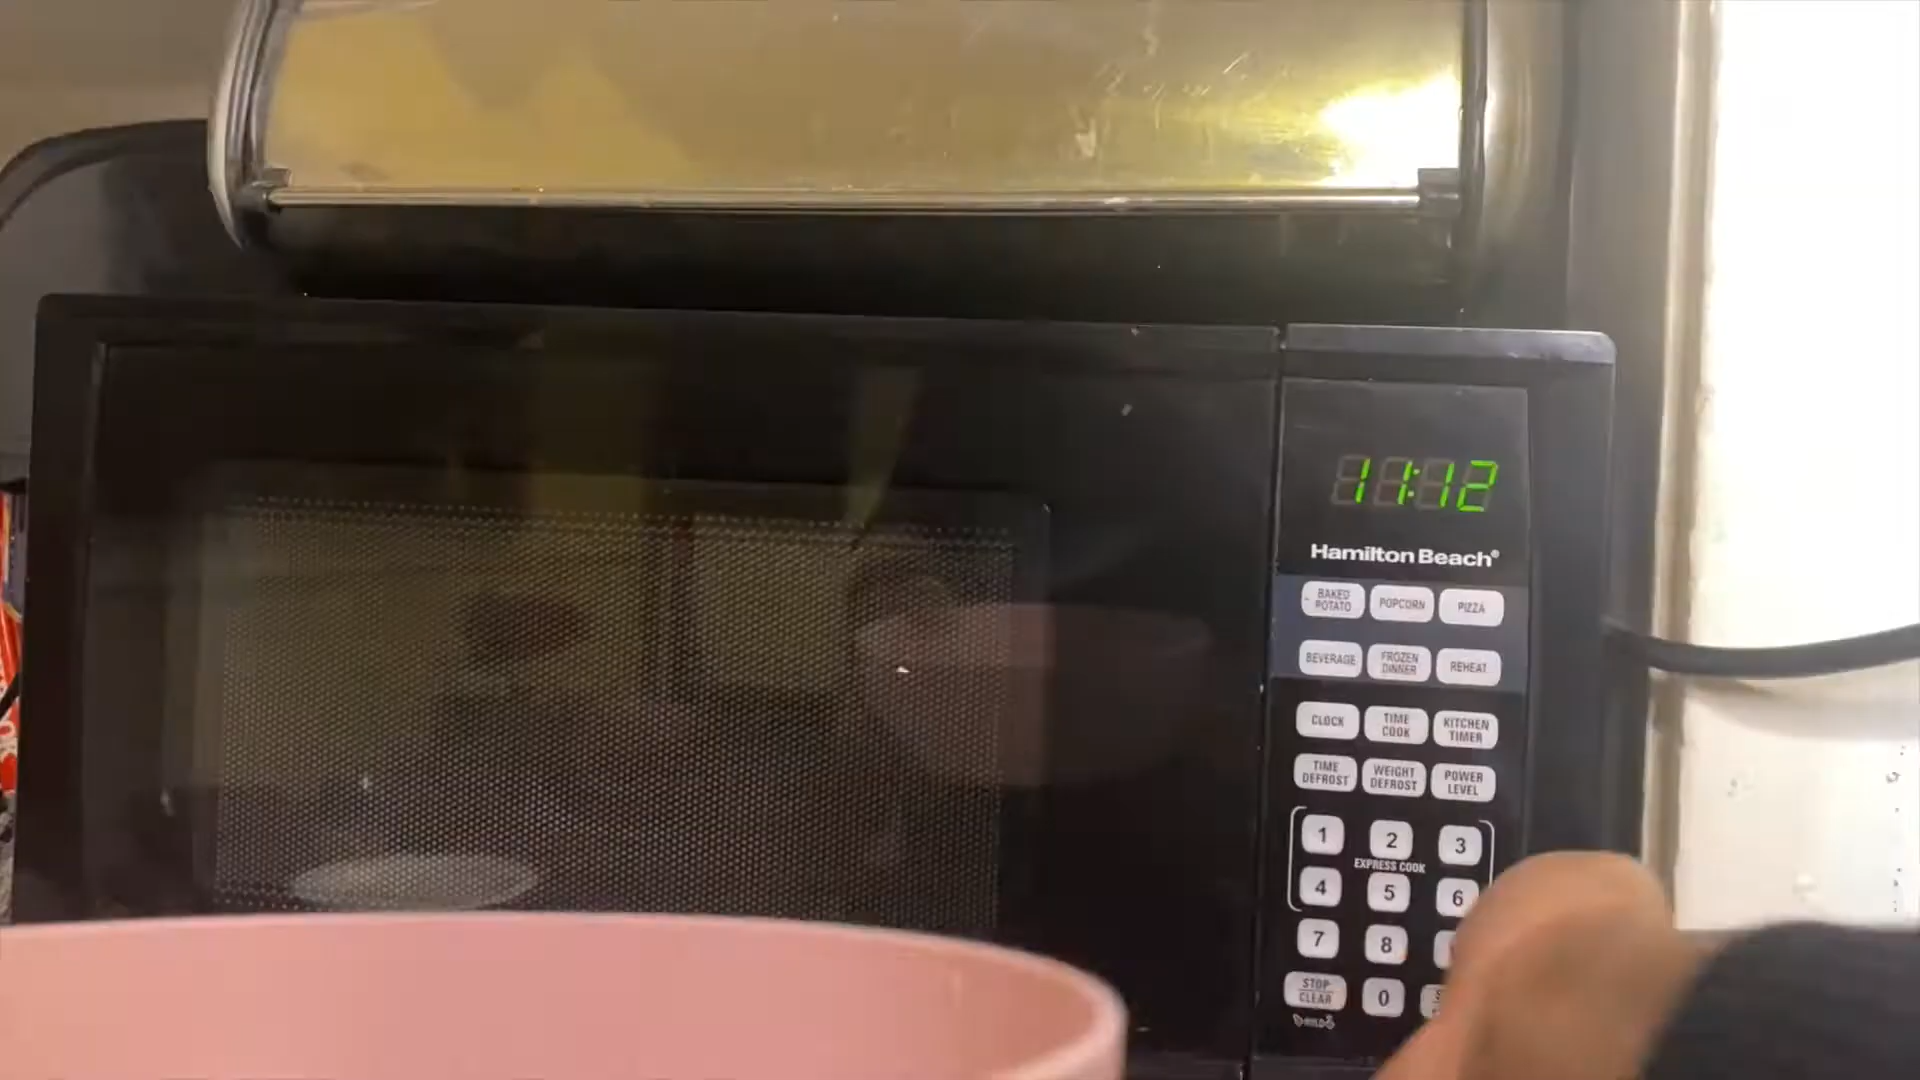 11:12
Hamilton Beach®
BAKED POTATO
POPCORN
PIZZA
BEVERAGE
FROZEN DINNER
REHEAT
CLOCK
TIME COOK
KITCHEN TIMER
TIME DEFROST
WEIGHT DEFROST
POWER LEVEL
1
2
3
EXPRESS COOK
4
5
6
7
8
STOP
CLEAR
0